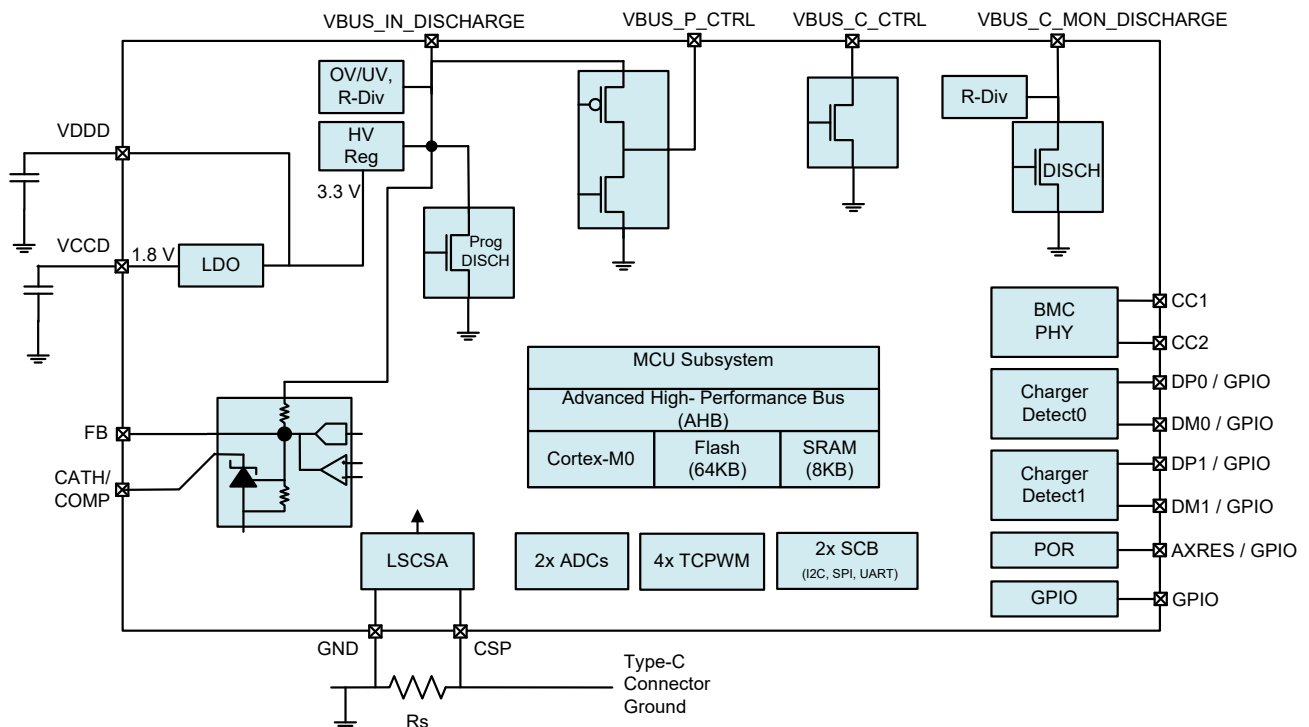 VBUS_IN_DISCHARGE
VBUS_P_CTRL
VBUS_C_CTRL
VBUS_C_MON_DISCHARGE
OV/UV,
R-Div
R-Div
VDDD
HV
Reg
3.3 V
DISCH
VCCD
1.8 V
LDO
Prog
DISCH
BMC
PHY
CC1
CC2
MCU Subsystem
Advanced High- Performance Bus
(AHB)
Cortex-M0
Flash
(64KB)
SRAM
(8KB)
Charger
Detect0
DP0 / GPIO
DM0 / GPIO
FB
CATH/
COMP
Charger
Detect1
DP1 / GPIO
DM1 / GPIO
LSCSA
2x ADCs
4x TCPWM
2x SCB
(I2C, SPI, UART)
POR
AXRES / GPIO
GPIO
GPIO
GND
CSP
Type-C
Connector
Ground
Rs